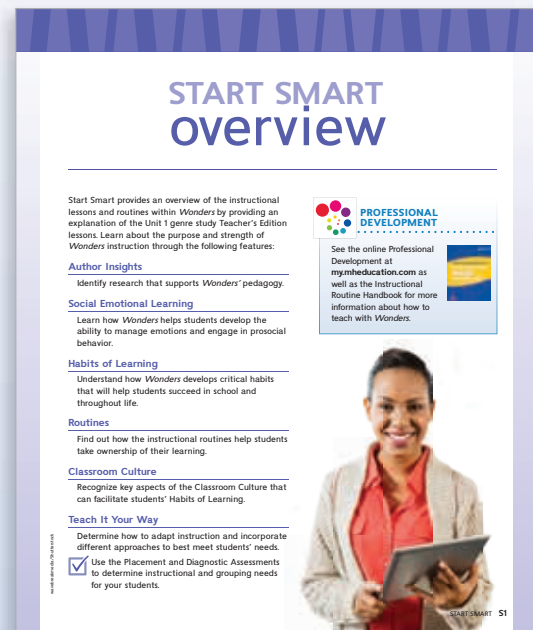 START SMART
overview
Start Smart provides an overview of the instructional
lessons and routines within Wonders by providing an
explanation of the Unit 1 genre study Teacher's Edition
lessons. Learn about the purpose and strength of
Wonders instruction through the following features:
Author Insights
Identify research that supports Wonders' pedagogy.
Social Emotional Learning
Learn how Wonders helps students develop the
ability to manage emotions and engage in prosocial
behavior.
Habits of Learning
Understand how Wonders develops critical habits
that will help students succeed in school and
throughout life.
Routines
Find out how the instructional routines help students
take ownership of their learning.
Classroom Culture
Recognize key aspects of the Classroom Culture that
can facilitate students' Habits of Learning.
Teach It Your Way
Determine how to adapt instruction and incorporate
different approaches to best meet students' needs.
Use the Placement and Diagnostic Assessments
to determine instructional and grouping needs
for your students.
PROFESSIONAL
DEVELOPMENT
See the online Professional
Development at
my.mheducation.com as
well as the Instructional
Routine Handbook for more
information about how to
teach with Wonders.
START SMART S1